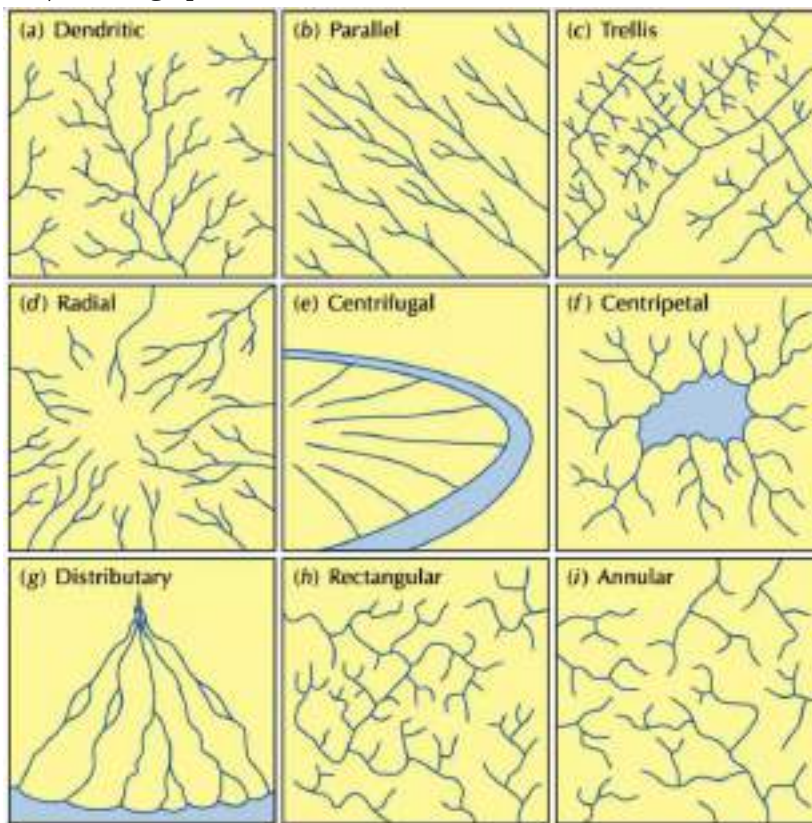 (a) Dendritic
(b) Parallel
(c) Trellis
(d) Radial
(e) Centrifugal
(f) Centripetal
(g) Distributary
(h) Rectangular
(i) Annular